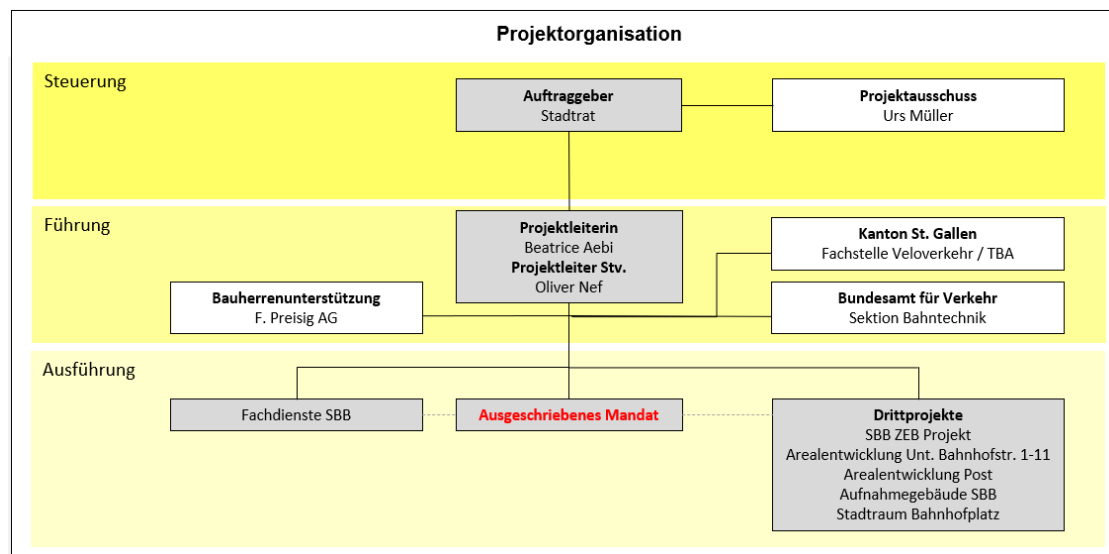 Projektorganisation
Steuerung
Auftraggeber
Stadtrat
Projektausschuss
Urs Müller
Führung
Projektleiterin
Beatrice Aebi
Projektleiter Stv.
Oliver Nef
Kanton St. Gallen
Fachstelle Veloverkehr / TBA
Bauherrenunterstützung
F. Preisig AG
Bundesamt für Verkehr
Sektion Bahntechnik
Ausführung
Fachdienste SBB
Ausgeschriebenes Mandat
Drittprojekte
SBB ZEB Projekt
Arealentwicklung Unt. Bahnhofstr. 1-11
Arealentwicklung Post
Aufnahmegebäude SBB
Stadtraum Bahnhofplatz